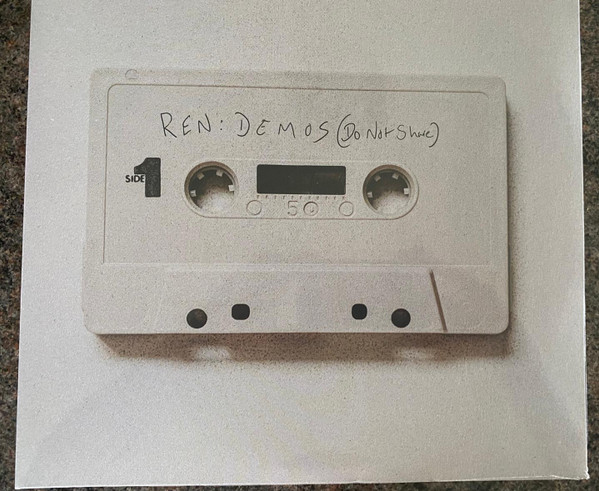 REN: DEMOS (Do Not Share)
SIDE 1
50